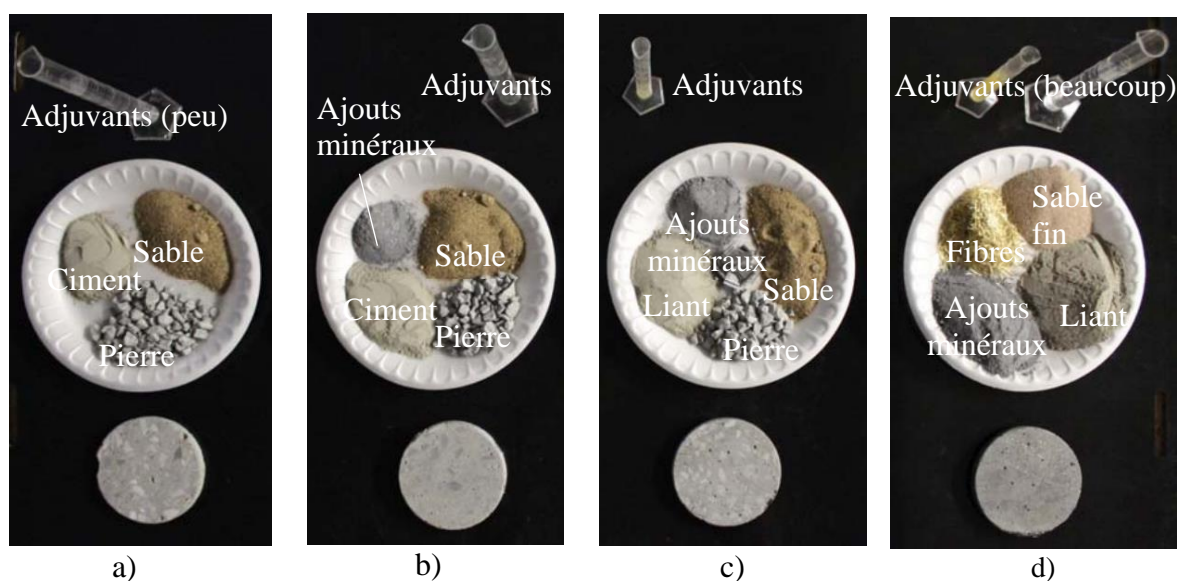 Adjuvants (peu)
Sable
Ciment
Pierre
a)
Adjuvants
Ajouts
minéraux
Sable
Ciment
Pierre
b)
Adjuvants
Ajouts
minéraux
Liant
Sable
Pierre
c)
Adjuvants (beaucoup)
Sable
fin
Fibres
Ajouts
minéraux
Liant
d)